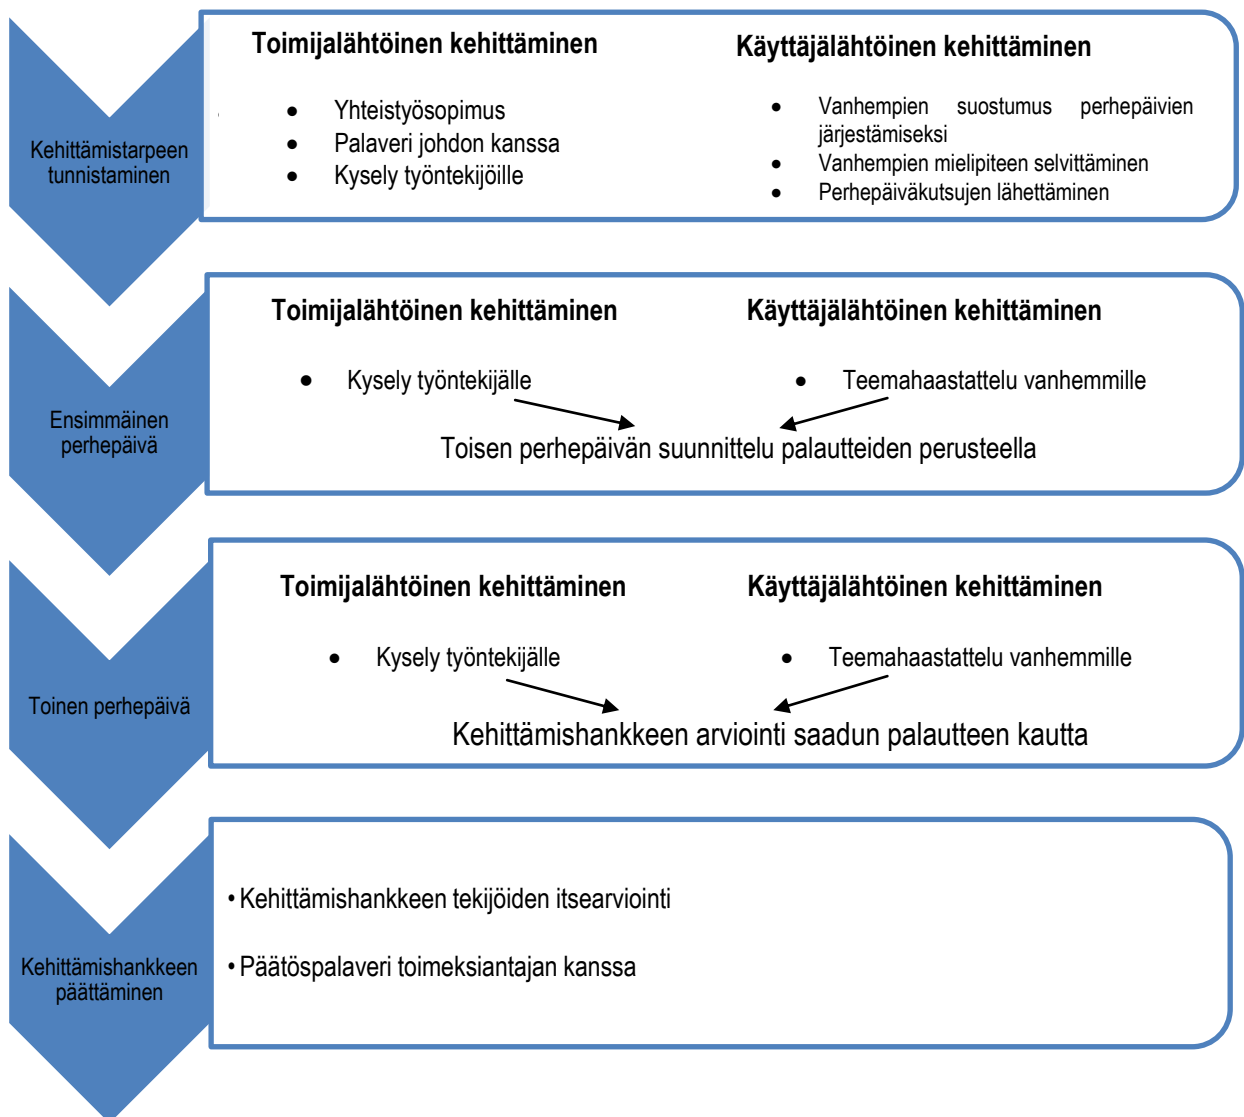 Kehittämistarpeen
tunnistaminen
Toimijalähtöinen kehittäminen
• Yhteistyösopimus
• Palaveri johdon kanssa
• Kysely työntekijöille
Käyttäjälähtöinen kehittäminen
• Vanhempien suostumus perhepäivien
järjestämiseksi
• Vanhempien mielipiteen selvittäminen
• Perhepäiväkutsujen lähettäminen
Ensimmäinen
perhepäivä
Toimijalähtöinen kehittäminen
• Kysely työntekijälle
Käyttäjälähtöinen kehittäminen
• Teemahaastattelu vanhemmille
Toisen perhepäivän suunnittelu palautteiden perusteella
Toinen perhepäivä
Toimijalähtöinen kehittäminen
• Kysely työntekijälle
Käyttäjälähtöinen kehittäminen
• Teemahaastattelu vanhemmille
Kehittämishankkeen arviointi saadun palautteen kautta
Kehittämishankkeen
päättäminen
• Kehittämishankkeen tekijöiden itsearviointi
• Päätöspalaveri toimeksiantajan kanssa